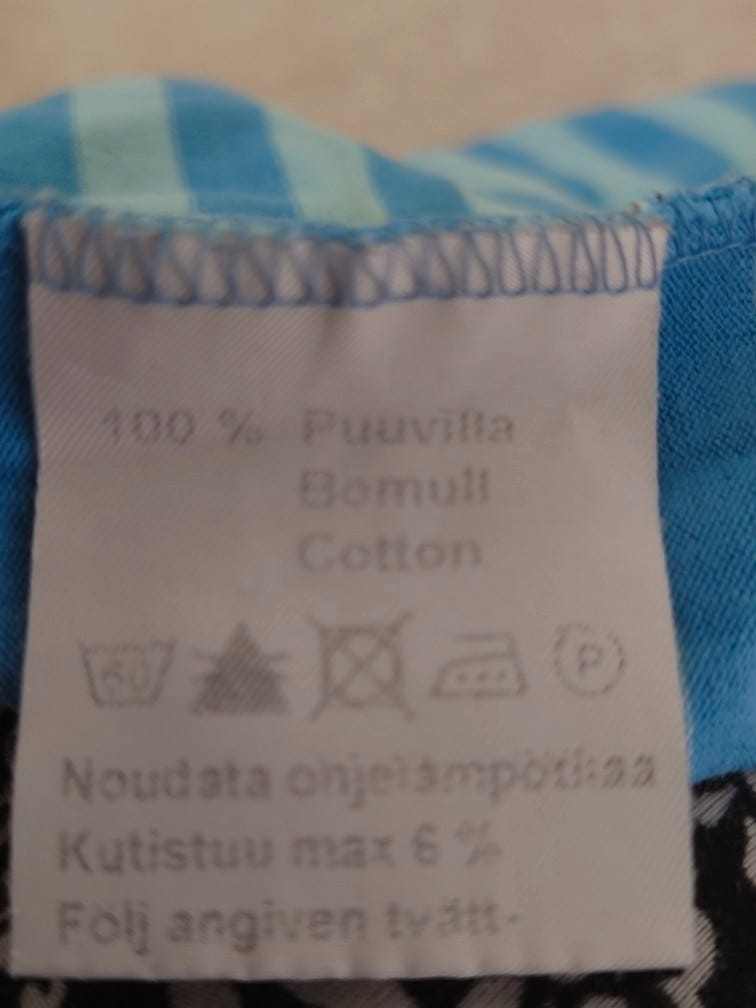 100 % Puuvilla
Bomull
Cotton
60 P
Noudata ohjelämpötilaa
Kutistuu max 6 %
Följ angiven tvätt-